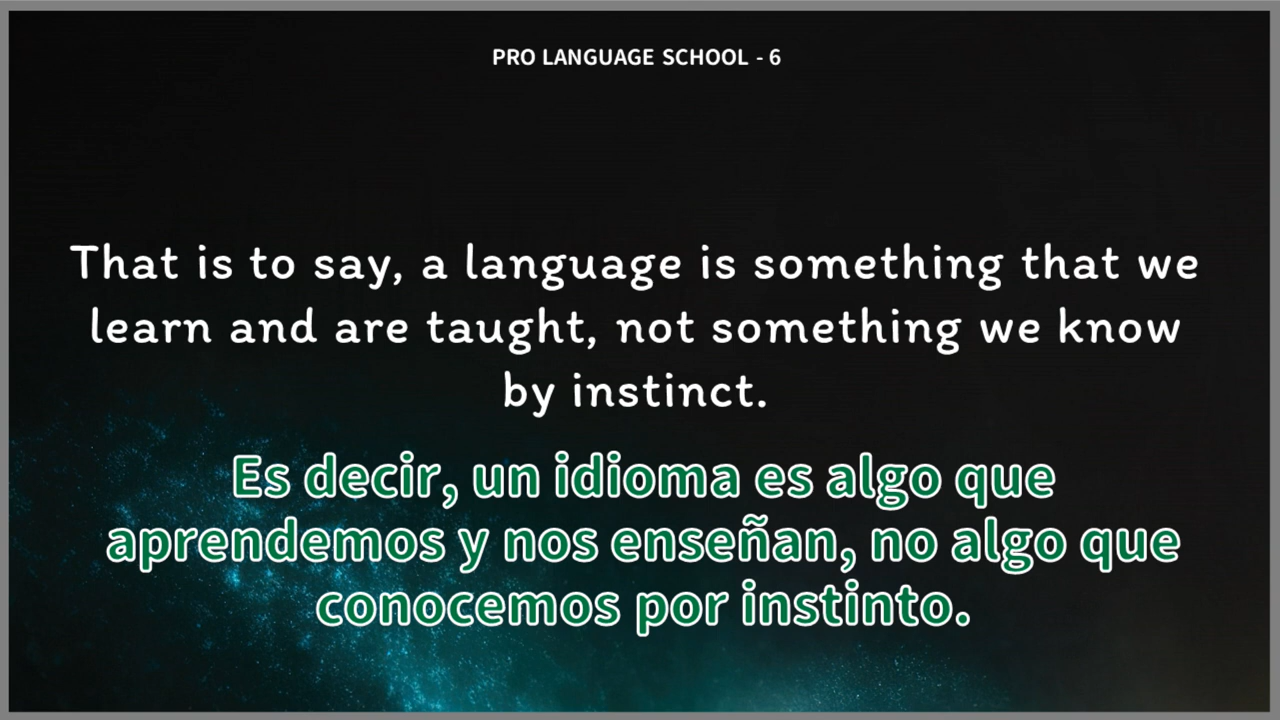 PRO LANGUAGE SCHOOL - 6
That is to say, a language is something that we
learn and are taught, not something we know
by instinct.
Es decir, un idioma es algo que
aprendemos y nos enseñan, no algo que
conocemos por instinto.